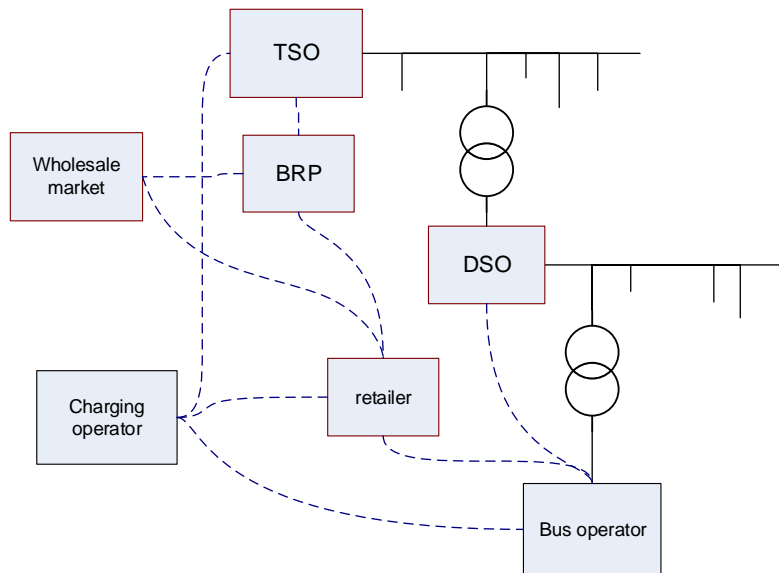 TSO
Wholesale
market
BRP
DSO
Charging
operator
retailer
Bus operator